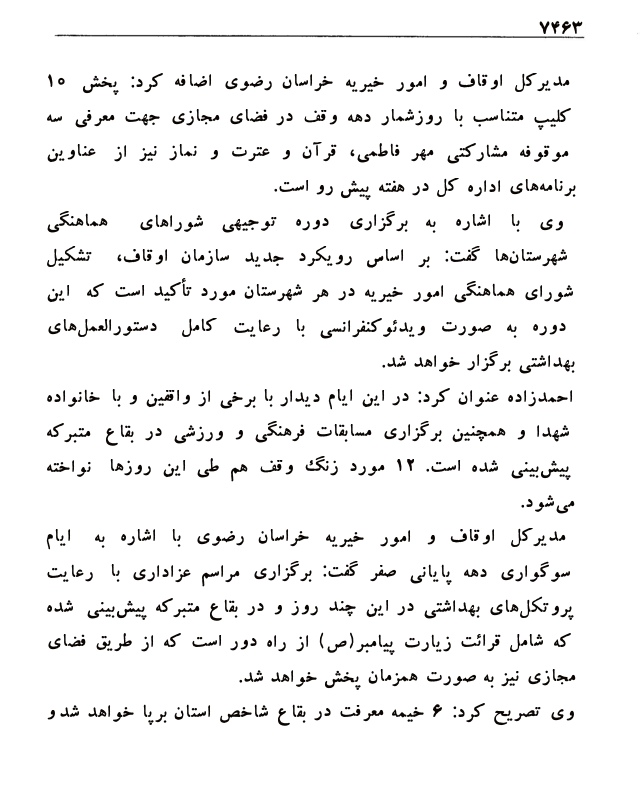 ۷۴۶۳
مدیرکل اوقاف و امور خیریه خراسان رضوی اضافه کرد: پخش ۱۵
کلیپ متناسب با روزشمار دهه وقف در فضای مجازی جهت معرفی سه
موقوفه مشارکتی مهر فاطمی، قرآن و عترت و نماز نیز از عناوین
برنامه‌های اداره کل در هفته پیش رو است.
وی با اشاره به برگزاری دوره توجیهی شوراهای هماهنگی
شهرستان‌ها گفت: بر اساس رویکرد جدید سازمان اوقاف، تشکیل
شورای هماهنگی امور خیریه در هر شهرستان مورد تأکید است که این
دوره به صورت ویدئوکنفرانسی با رعایت کامل دستورالعمل‌های
بهداشتی برگزار خواهد شد.
احمدزاده عنوان کرد: در این ایام دیدار با برخی از واقفین و با خانواده
شهدا و همچنین برگزاری مسابقات فرهنگی و ورزشی در بقاع متبرکه
پیش‌بینی شده است. ۱۲ مورد زنگ وقف هم طی این روزها نواخته
می‌شود.
مدیرکل اوقاف و امور خیریه خراسان رضوی با اشاره به ایام
سوگواری دهه پایانی صفر گفت: برگزاری مراسم عزاداری با رعایت
پروتکل‌های بهداشتی در این چند روز و در بقاع متبرکه پیش‌بینی شده
که شامل قرائت زیارت پیامبر(ص) از راه دور است که از طریق فضای
مجازی نیز به صورت همزمان پخش خواهد شد.
وی تصریح کرد: ۶ خیمه معرفت در بقاع شاخص استان برپا خواهد شد و